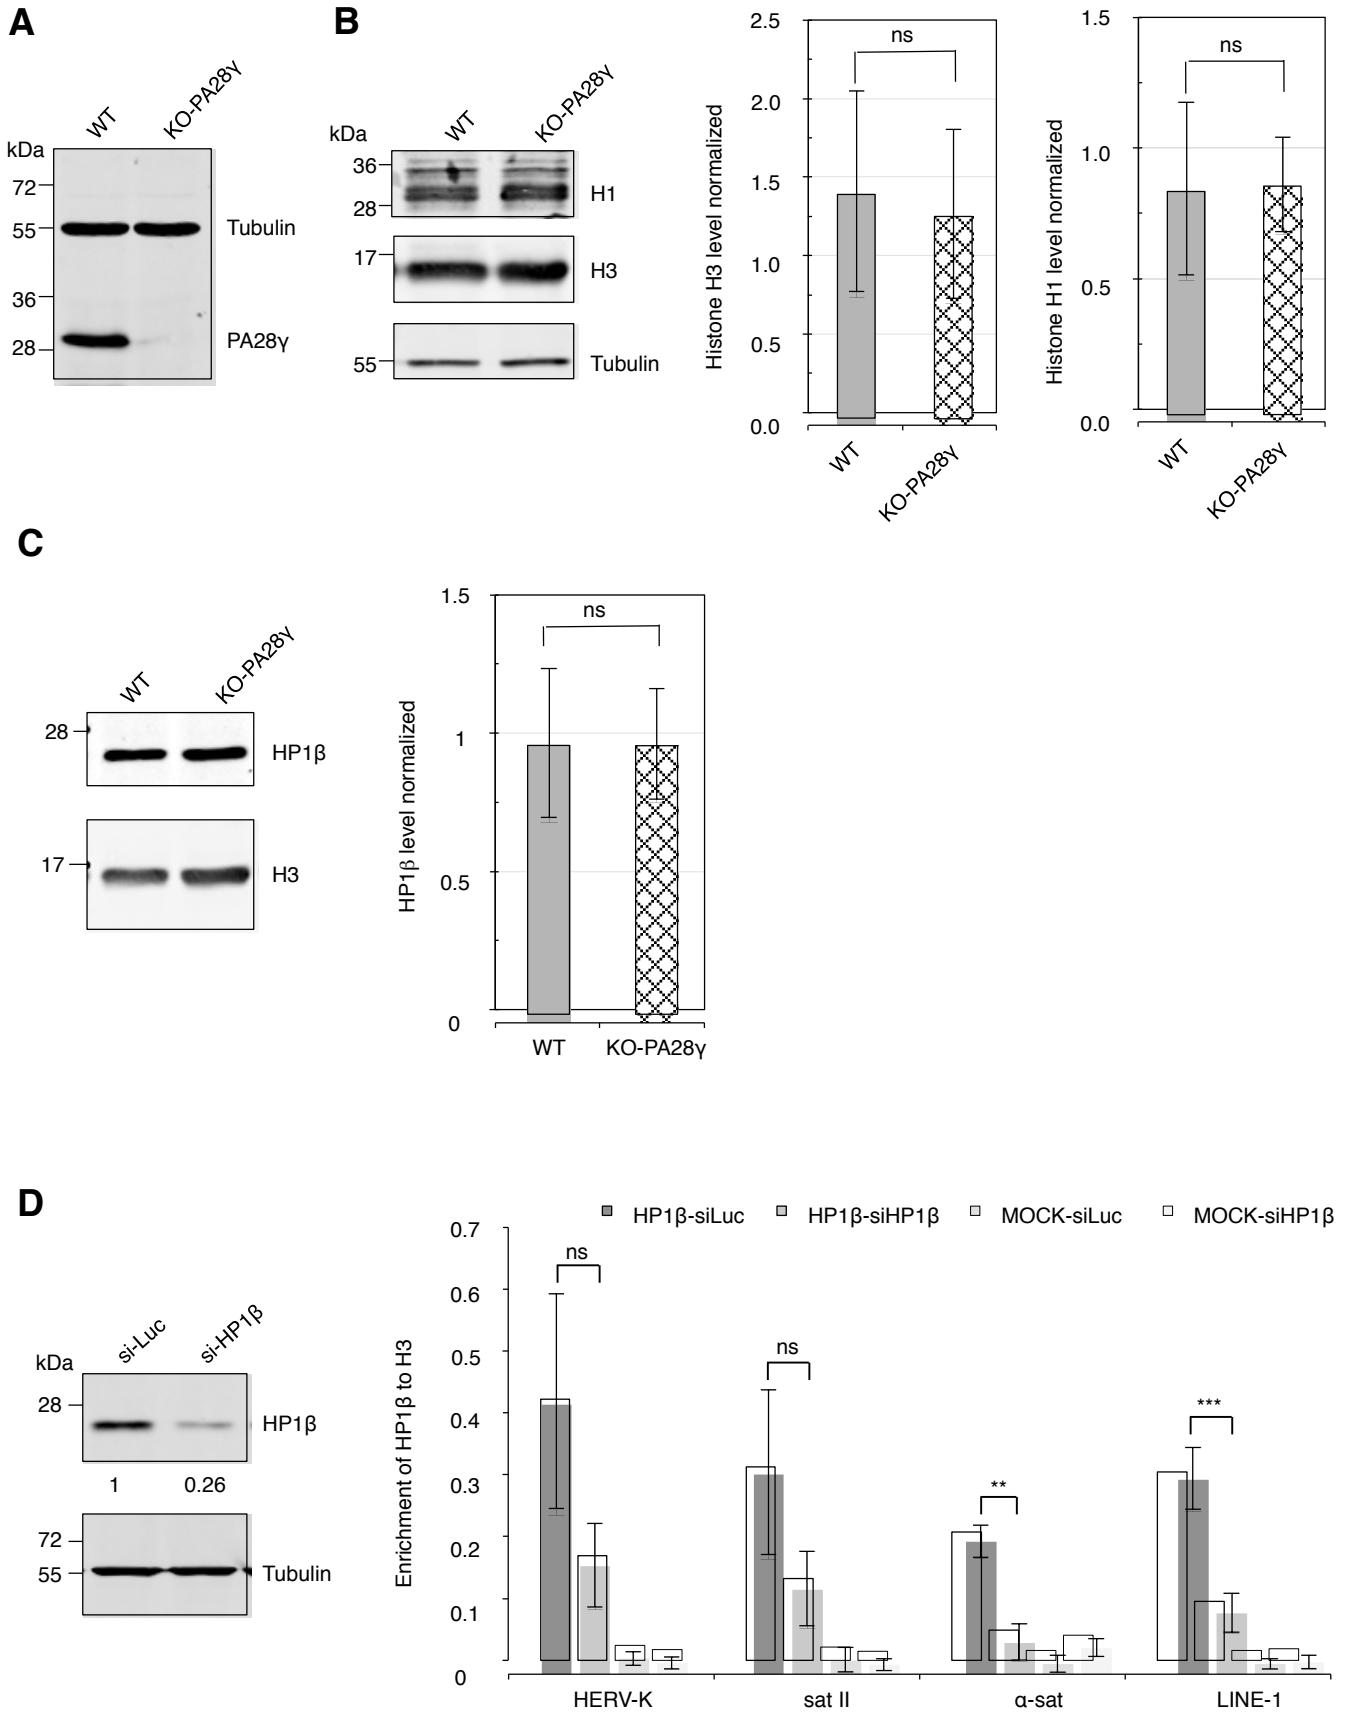 A
WT
KO-PA28γ
kDa
72
55
36
28
Tubulin
PA28γ
B
WT
KO-PA28γ
kDa
36
28
H1
17
H3
55
Tubulin
Histone H3 level normalized
2.5
2.0
1.5
1.0
0.5
0.0
ns
WT
KO-PA28γ
Histone H1 level normalized
1.5
1.0
0.5
0.0
ns
WT
KO-PA28γ
C
WT
KO-PA28γ
28
HP1β
17
H3
HP1β level normalized
1.5
1
0.5
0
ns
WT
KO-PA28γ
D
si-Luc
si-HP1β
kDa
28
HP1β
1
0.26
72
55
Tubulin
Enrichment of HP1β to H3
0.7
0.6
0.5
0.4
0.3
0.2
0.1
0
HP1β-siLuc
HP1β-siHP1β
MOCK-siLuc
MOCK-siHP1β
ns
ns
**
***
HERV-K
sat II
α-sat
LINE-1